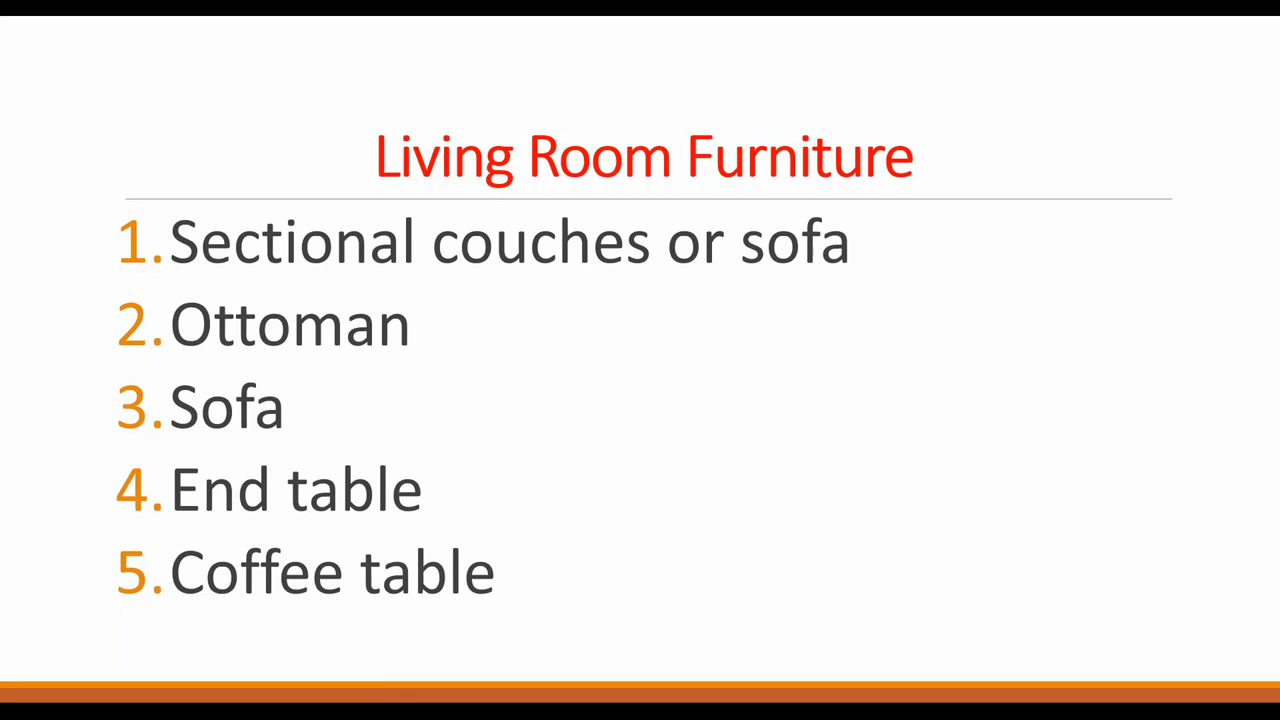 Living Room Furniture
1. Sectional couches or sofa
2. Ottoman
3. Sofa
4. End table
5. Coffee table